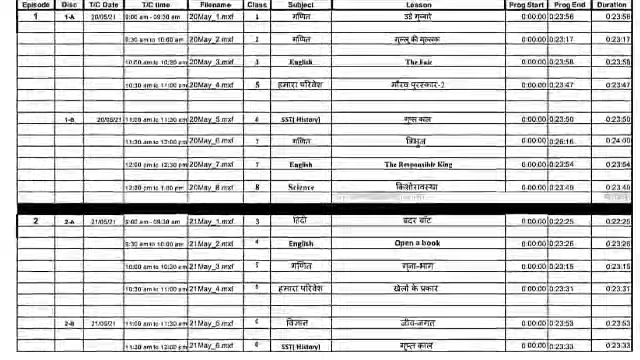 Episode Disc T/C Date T/C time Filename Class Subject Lesson Prog Start Prog End Duration
1 1-A 20/05/21 9:00 am - 09:30 am 20May_1.mxf 1 गणित उड़े गुब्बारे 0:00:00 0:23:56 0:23:56
9:30 am to 10:00 am 20May_2.mxf 2 गणित 0:00:00 0:23:17 0:23:17
10:00 am to 10:30 am 20May_3.mxf 3 English The Fair 0:00:00 0:23:58 0:23:58
10:30 am to 11:00 am 20May_4.mxf 5 हमारा परिवेश गौरव पुरस्कार-2 0:00:00 0:23:47 0:23:47
1-B 20/05/21 11:00 am to 11:30 am 20May_5.mxf 6 SST( History) गुप्त काल 0:00:00 0:23:50 0:23:50
11:30 am to 12:00 pm 20May_6.mxf 7 गणित त्रिभुज 0:00:00 0:26:16 0:24:00
12:00 pm to 12:30 pm 20May_7.mxf 7 English The Responsible King 0:00:00 0:23:54 0:23:54
12:30 pm to 1:00 pm 20May_8.mxf 8 Science किशोरावस्था 0:00:00 0:23:49 0:23:49
2 2-A 21/05/21 9:00 am - 09:30 am 21May_1.mxf 3 हिंदी बंदर बाँट 0:00:00 0:22:25 0:22:25
9:30 am to 10:00 am 21May_2.mxf 4 English Open a book 0:00:00 0:23:26 0:23:26
10:00 am to 10:30 am 21May_3.mxf 5 गणित गुना-भाग 0:00:00 0:23:15 0:23:15
10:30 am to 11:00 am 21May_4.mxf हमारा परिवेश खेलों के प्रकार 0:00:00 0:23:31 0:23:31
2-B 21/05/21 11:00 am to 11:30 am 21May_5.mxf 6 विज्ञान जीव-जगत 0:00:00 0:23:53 0:23:53
11:30 am to 12:00 pm 21May_6.mxf 6 SST( History) गुप्त काल 0:00:00 0:23:33 0:23:33